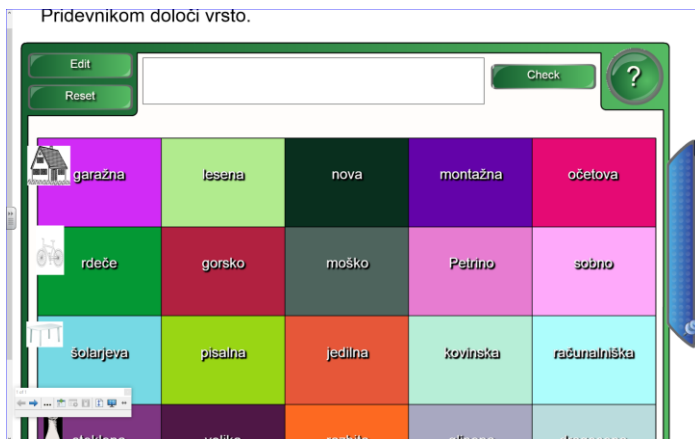 Pridevnikom določi vrsto.
Edit
Reset
Check
?
garažna lesena nova montažna očetova
rdeče gorsko moško Petrino sobno
šolarjeva pisalna jedilna kovinska računalniška